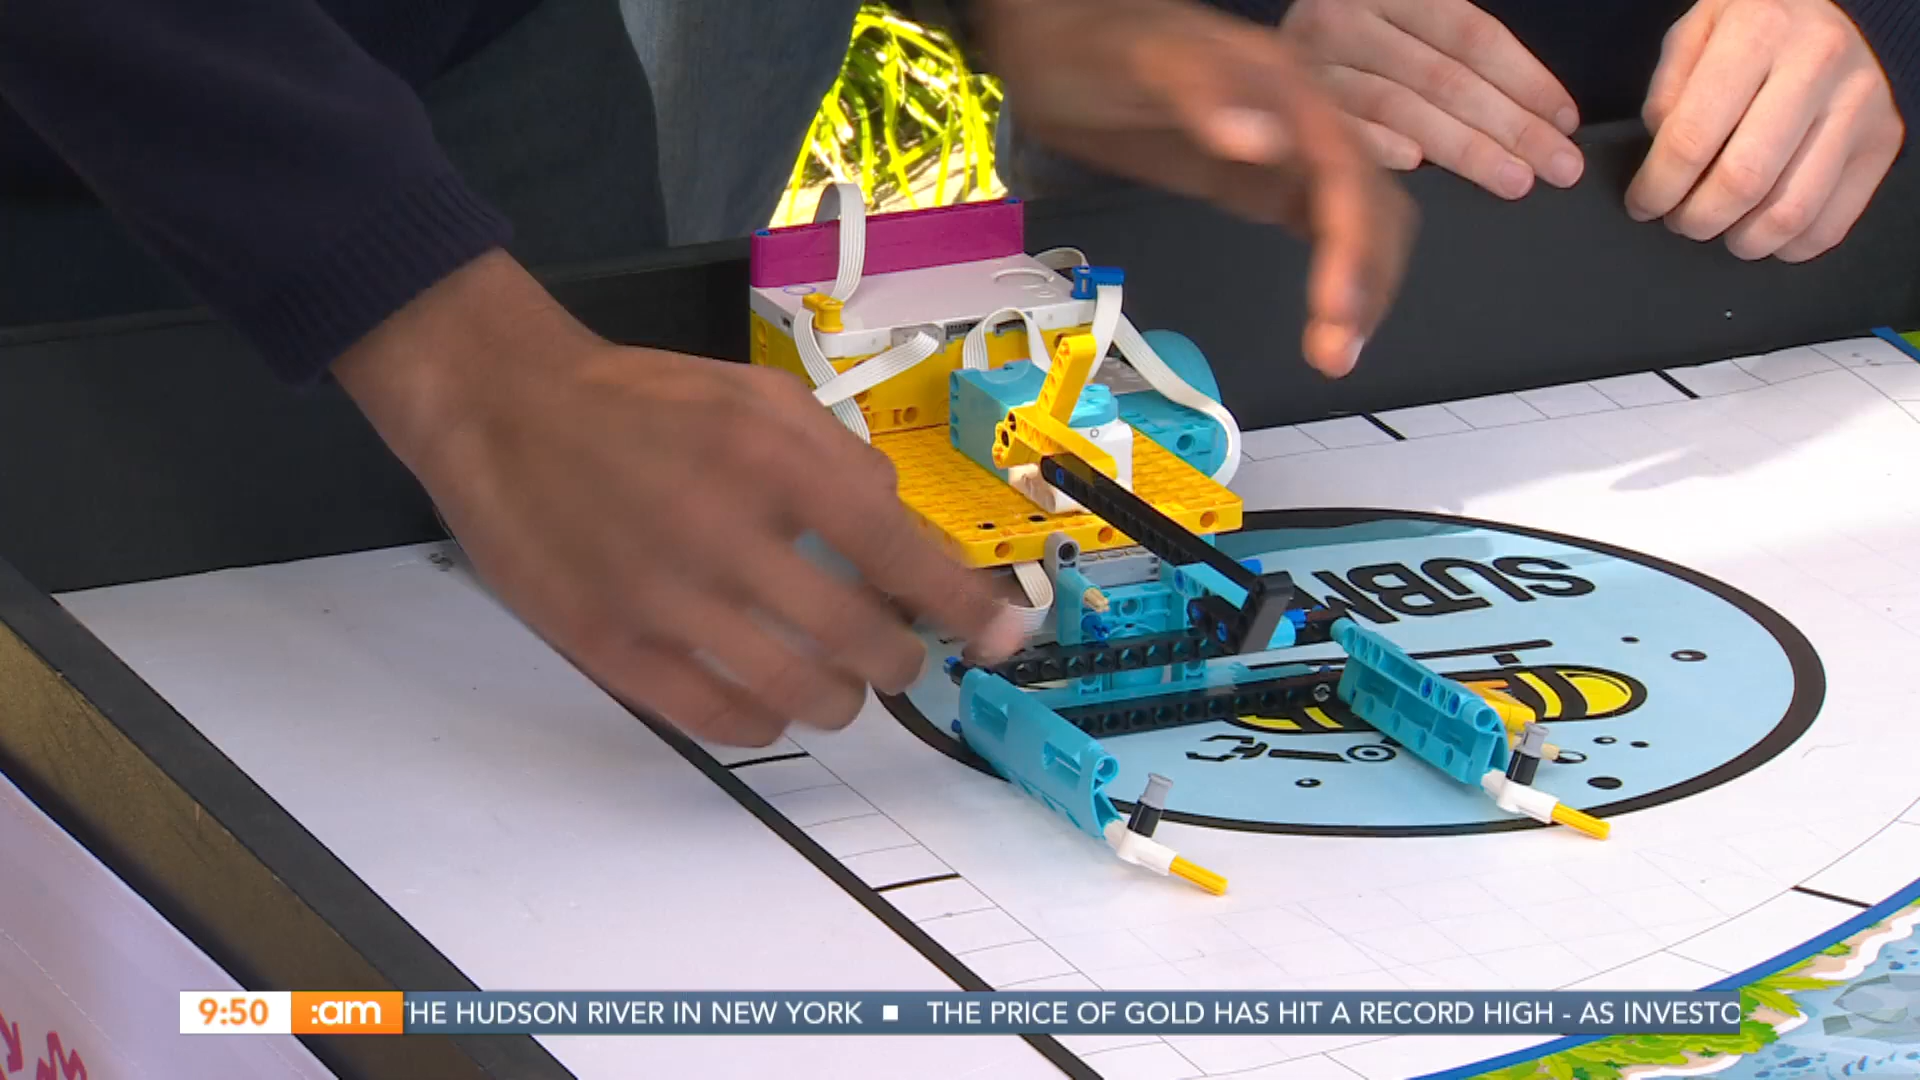 SUBM
9:50 :am THE HUDSON RIVER IN NEW YORK ■ THE PRICE OF GOLD HAS HIT A RECORD HIGH - AS INVESTO